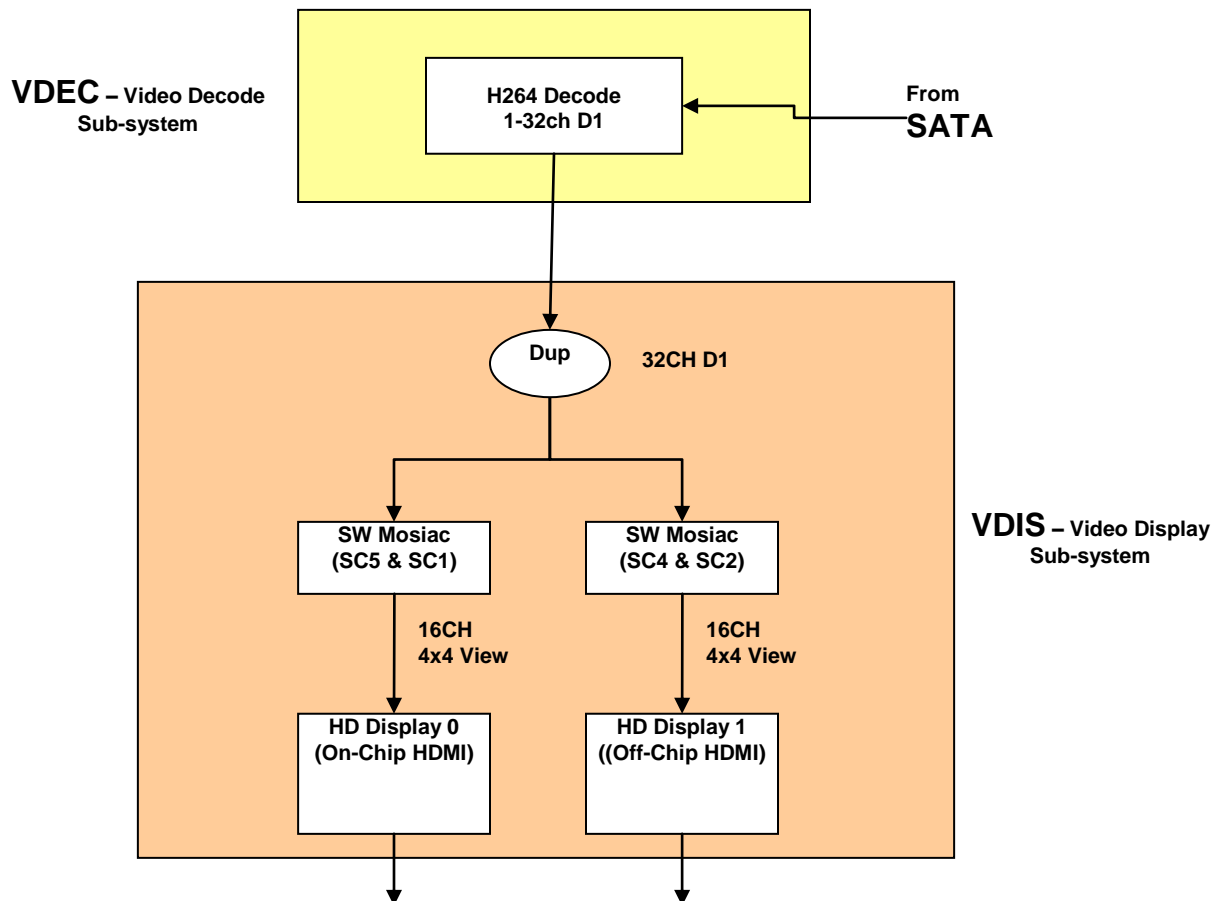 VDEC – Video Decode
Sub-system
H264 Decode
1-32ch D1
From
SATA
Dup
32CH D1
SW Mosiac
(SC5 & SC1)
SW Mosiac
(SC4 & SC2)
VDIS – Video Display
Sub-system
16CH
4x4 View
16CH
4x4 View
HD Display 0
(On-Chip HDMI)
HD Display 1
((Off-Chip HDMI)